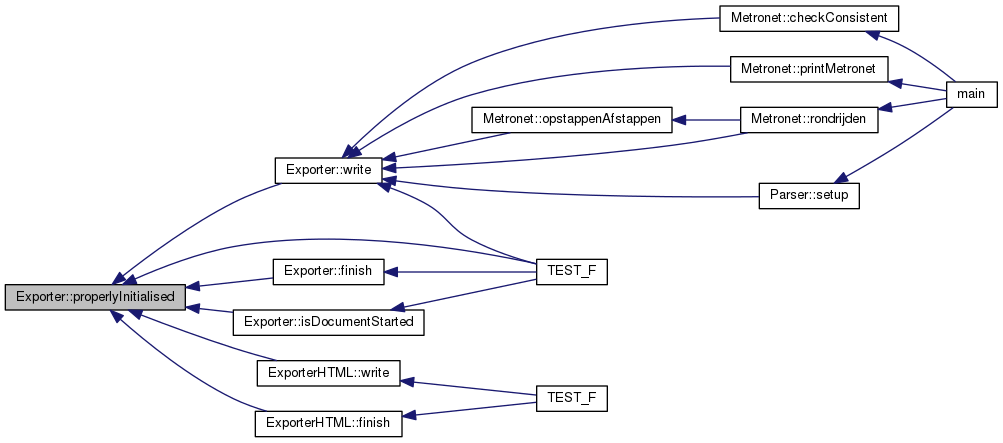 Metronet::checkConsistent
Metronet::printMetronet
main
Metronet::opstappenAfstappen
Metronet::rondrijden
Exporter::write
Parser::setup
Exporter::finish
TEST_F
Exporter::properlyInitialised
Exporter::isDocumentStarted
ExporterHTML::write
TEST_F
ExporterHTML::finish